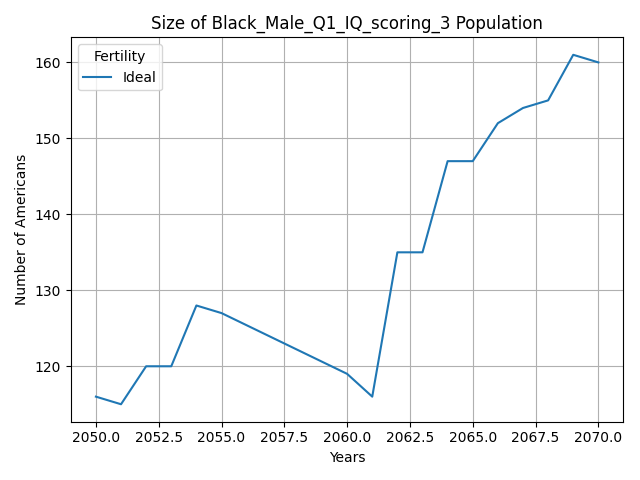 Size of Black_Male_Q1_IQ_scoring_3 Population
Fertility
Ideal
Number of Americans
160
150
140
130
120
2050.0 2052.5 2055.0 2057.5 2060.0 2062.5 2065.0 2067.5 2070.0
Years